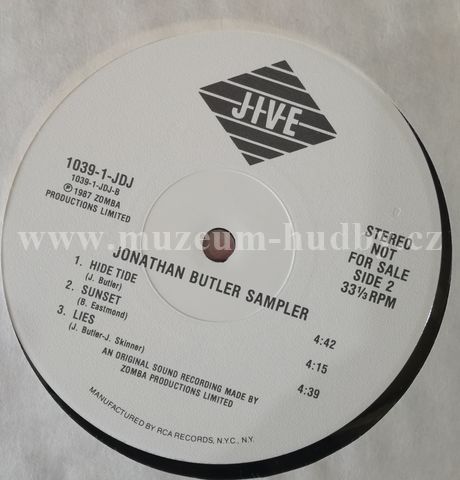 J-I-V-E
1039-1-JDJ
1039-1-JDJ-B
℗ 1987 ZOMBA
PRODUCTIONS LIMITED
STEREO
NOT
FOR SALE
SIDE 2
33⅓ RPM
www.muzeum-hudby.cz
JONATHAN BUTLER SAMPLER
1. HIDE TIDE 4:42
(J. Butler)
2. SUNSET 4:15
(B. Eastmond)
3. LIES 4:39
(J. Butler-J. Skinner)
AN ORIGINAL SOUND RECORDING MADE BY
ZOMBA PRODUCTIONS LIMITED
MANUFACTURED BY RCA RECORDS, N.Y.C., N.Y.